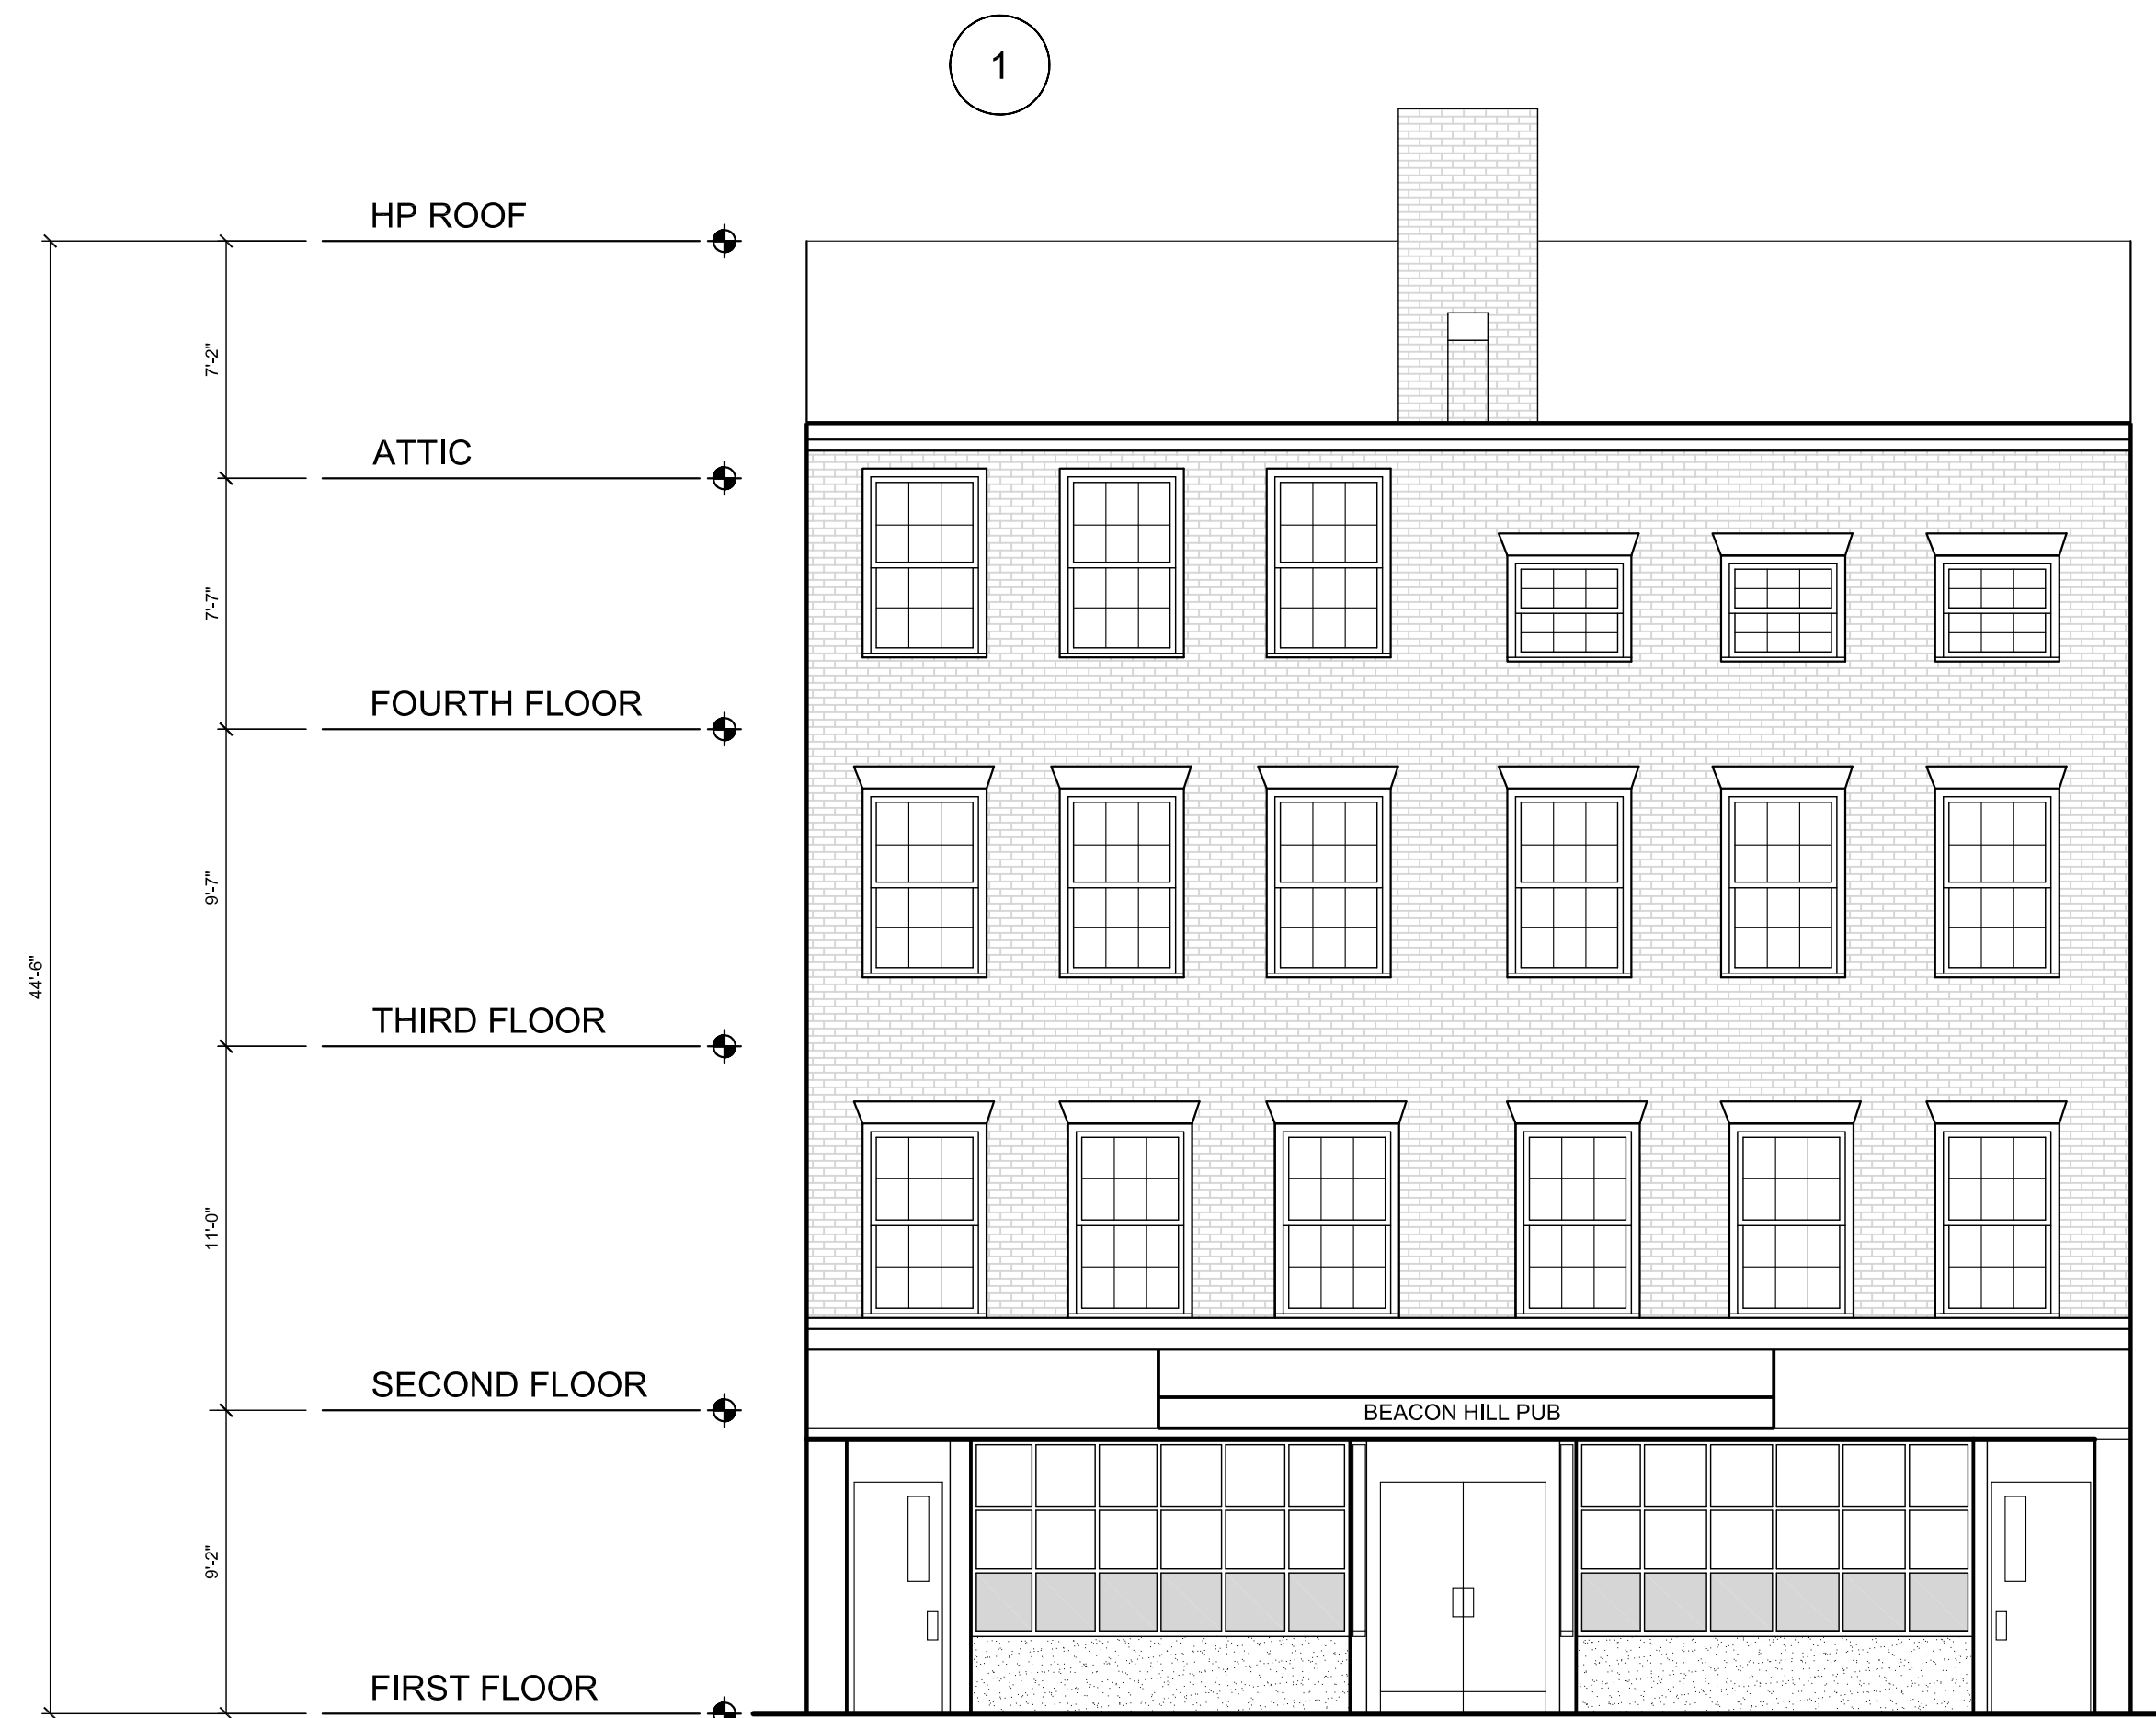 1
HP ROOF
7'-2"
ATTIC
7'-7"
FOURTH FLOOR
9'-7"
44'-6"
THIRD FLOOR
11'-0"
SECOND FLOOR
BEACON HILL PUB
9'-2"
FIRST FLOOR